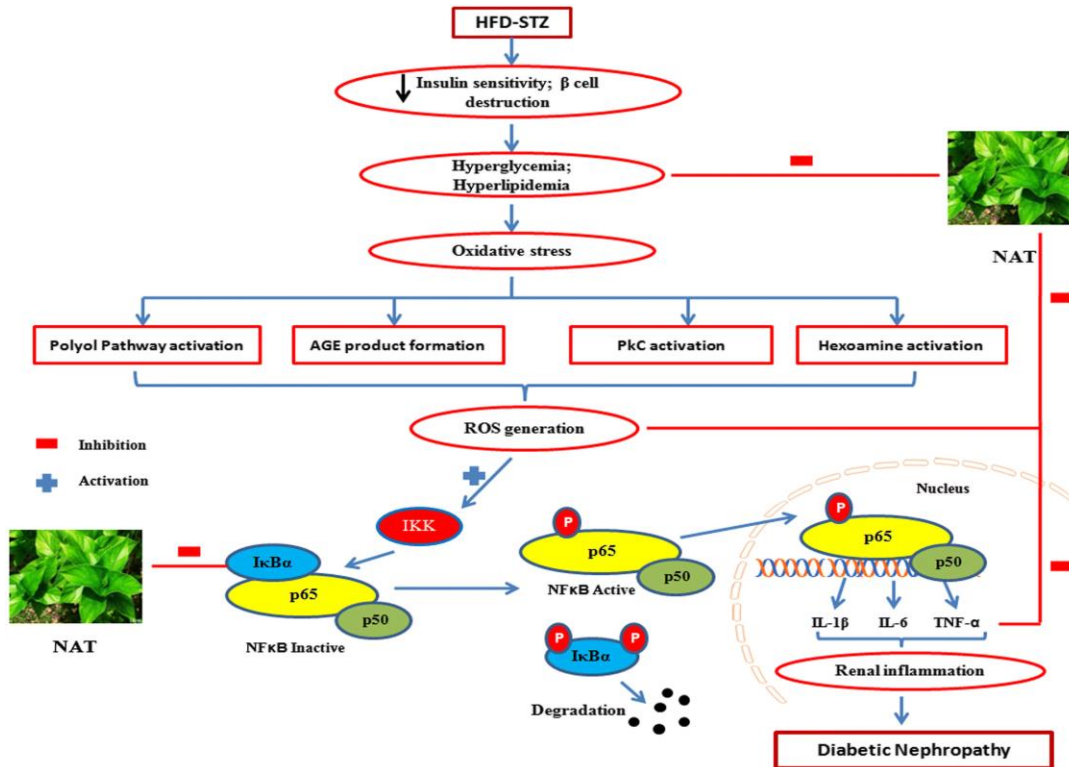 HFD-STZ
Insulin sensitivity; β cell
destruction
Hyperglycemia;
Hyperlipidemia
NAT
Oxidative stress
Polyol Pathway activation
AGE product formation
PkC activation
Hexoamine activation
ROS generation
Inhibition
Activation
Nucleus
IKK
P
p65
p50
NFκB Active
P
p65
p50
IκBα
p65
p50
NFκB Inactive
NAT
IL-1β IL-6 TNF-α
P
P
IκBα
Degradation
Renal inflammation
Diabetic Nephropathy